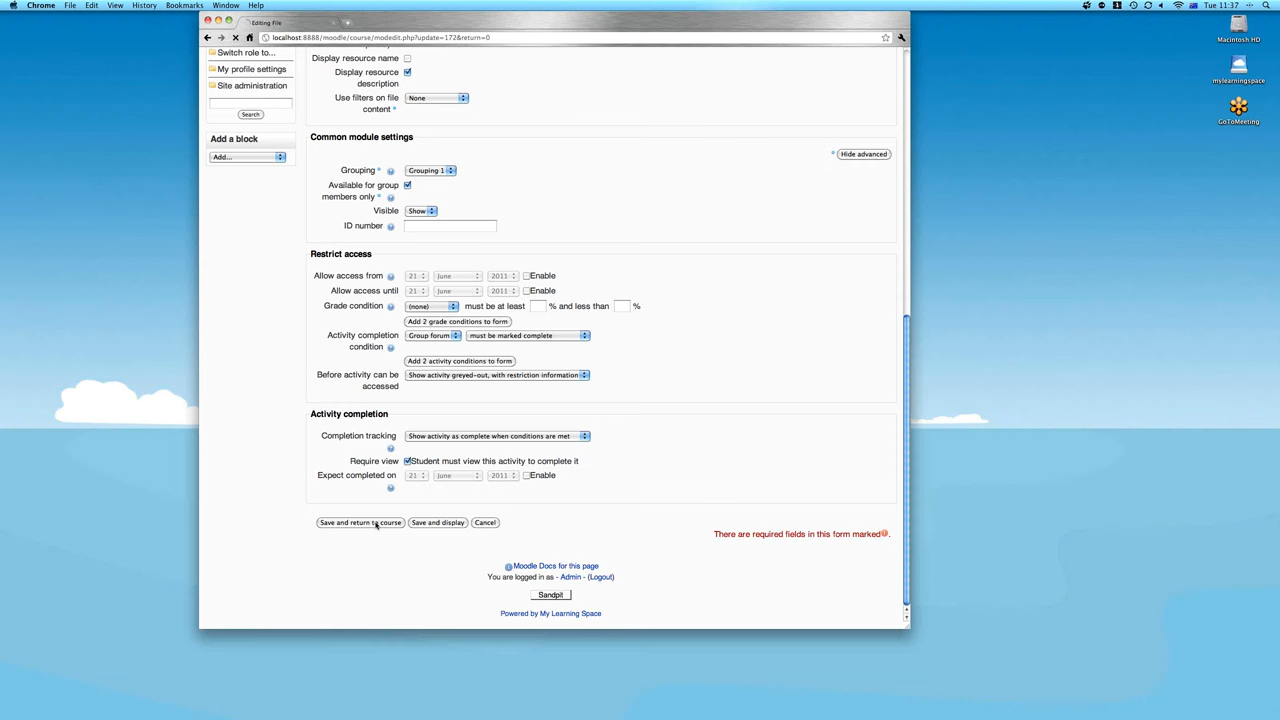 Chrome File Edit View History Bookmarks Window Help Tue 11:37
Editing File
localhost:8888/moodle/course/modedit.php?update=172&return=0
Macintosh HD
mylearningspace
GoToMeeting
Switch role to...
My profile settings
Site administration
Search
Add a block
Add...
Display resource name
Display resource
description
Use filters on file None
content *
Common module settings
* Hide advanced
Grouping * Grouping 1
Available for group
members only *
Visible Show
ID number
Restrict access
Allow access from 21 June 2011 Enable
Allow access until 21 June 2011 Enable
Grade condition (none) must be at least % and less than %
Add 2 grade conditions to form
Activity completion Group forum must be marked complete
condition
Add 2 activity conditions to form
Before activity can be Show activity greyed-out, with restriction information
accessed
Activity completion
Completion tracking Show activity as complete when conditions are met
Require view Student must view this activity to complete it
Expect completed on 21 June 2011 Enable
Save and return to course Save and display Cancel
There are required fields in this form marked .
Moodle Docs for this page
You are logged in as - Admin - (Logout)
Sandpit
Powered by My Learning Space